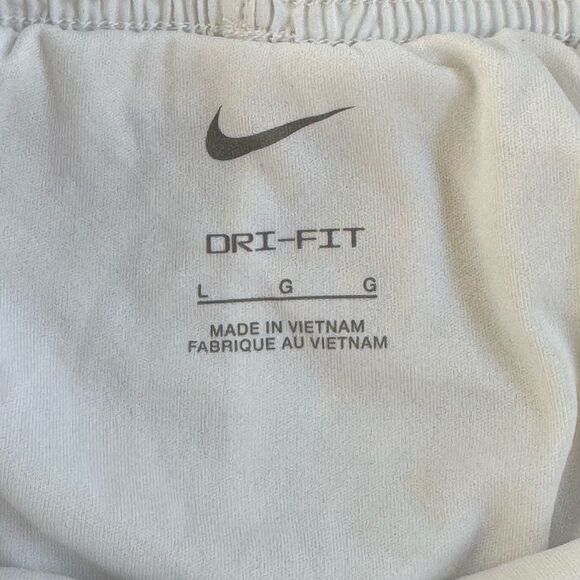 DRI-FIT
L G G
MADE IN VIETNAM
FABRIQUE AU VIETNAM